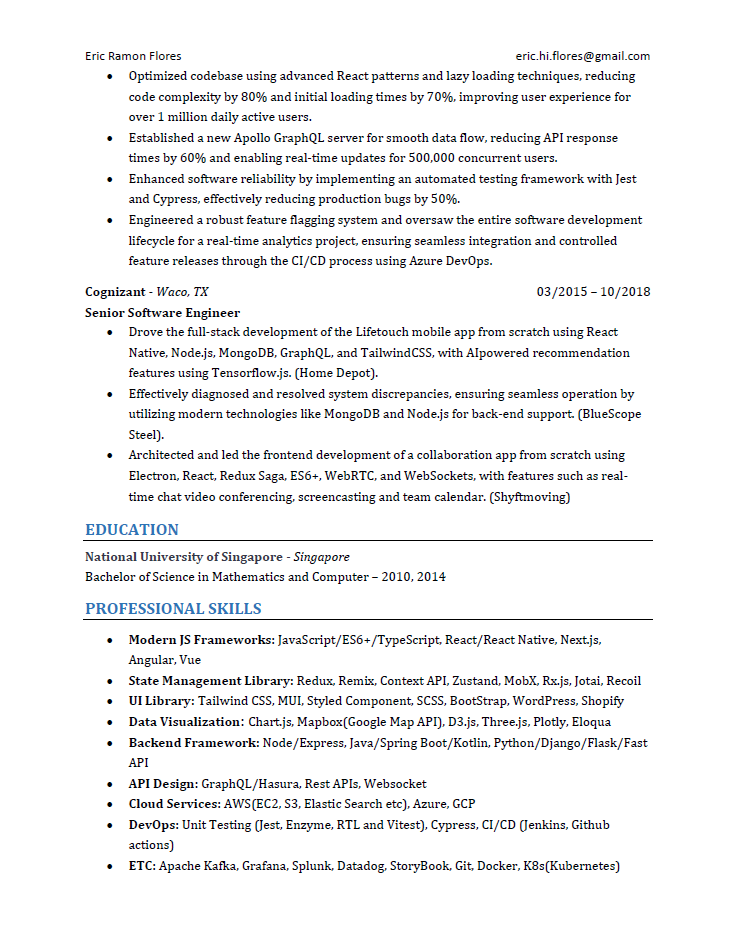 Eric Ramon Flores eric.hi.flores@gmail.com
• Optimized codebase using advanced React patterns and lazy loading techniques, reducing
code complexity by 80% and initial loading times by 70%, improving user experience for
over 1 million daily active users.
• Established a new Apollo GraphQL server for smooth data flow, reducing API response
times by 60% and enabling real-time updates for 500,000 concurrent users.
• Enhanced software reliability by implementing an automated testing framework with Jest
and Cypress, effectively reducing production bugs by 50%.
• Engineered a robust feature flagging system and oversaw the entire software development
lifecycle for a real-time analytics project, ensuring seamless integration and controlled
feature releases through the CI/CD process using Azure DevOps.
Cognizant - Waco, TX 03/2015 – 10/2018
Senior Software Engineer
• Drove the full-stack development of the Lifetouch mobile app from scratch using React
Native, Node.js, MongoDB, GraphQL, and TailwindCSS, with AIpowered recommendation
features using Tensorflow.js. (Home Depot).
• Effectively diagnosed and resolved system discrepancies, ensuring seamless operation by
utilizing modern technologies like MongoDB and Node.js for back-end support. (BlueScope
Steel).
• Architected and led the frontend development of a collaboration app from scratch using
Electron, React, Redux Saga, ES6+, WebRTC, and WebSockets, with features such as real-
time chat video conferencing, screencasting and team calendar. (Shyftmoving)
EDUCATION
National University of Singapore - Singapore
Bachelor of Science in Mathematics and Computer – 2010, 2014
PROFESSIONAL SKILLS
• Modern JS Frameworks: JavaScript/ES6+/TypeScript, React/React Native, Next.js,
Angular, Vue
• State Management Library: Redux, Remix, Context API, Zustand, MobX, Rx.js, Jotai, Recoil
• UI Library: Tailwind CSS, MUI, Styled Component, SCSS, BootStrap, WordPress, Shopify
• Data Visualization: Chart.js, Mapbox(Google Map API), D3.js, Three.js, Plotly, Eloqua
• Backend Framework: Node/Express, Java/Spring Boot/Kotlin, Python/Django/Flask/Fast
API
• API Design: GraphQL/Hasura, Rest APIs, Websocket
• Cloud Services: AWS(EC2, S3, Elastic Search etc), Azure, GCP
• DevOps: Unit Testing (Jest, Enzyme, RTL and Vitest), Cypress, CI/CD (Jenkins, Github
actions)
• ETC: Apache Kafka, Grafana, Splunk, Datadog, StoryBook, Git, Docker, K8s(Kubernetes)